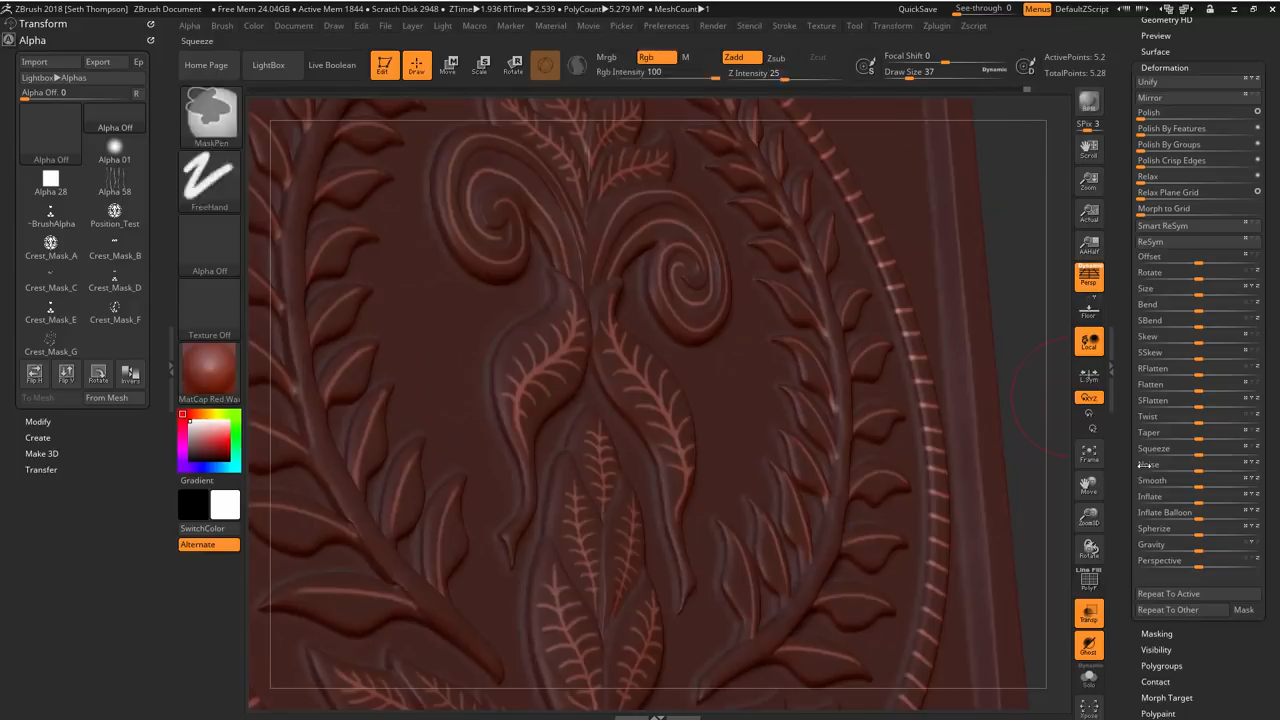 ZBrush 2018 [Seth Thompson] ZBrush Document • Free Mem 24.04GB • Active Mem 1844 • Scratch Disk 2948 • ZTime▶1.936 RTime▶2.539 • PolyCount▶5.279 MP • MeshCount▶1 QuickSave See-through 0 Menus DefaultZScript
Transform
Alpha
Alpha Brush Color Document Draw Edit File Layer Light Macro Marker Material Movie Picker Preferences Render Stencil Stroke Texture Tool Transform Zplugin Zscript
Squeeze
Import Export Ep
Lightbox▶Alphas
Alpha Off. 0 R
Alpha Off
Alpha Off Alpha 01
Alpha 28 Alpha 58
~BrushAlpha Position_Test
Crest_Mask_A Crest_Mask_B
Crest_Mask_C Crest_Mask_D
Crest_Mask_E Crest_Mask_F
Crest_Mask_G
Flip H Flip V Rotate Invers
To Mesh From Mesh
Modify
Create
Make 3D
Transfer
Home Page LightBox Live Boolean Edit Draw Move Scale Rotate
Mrgb Rgb M Zadd Zsub Zcut
Rgb Intensity 100 Z Intensity 25
Focal Shift 0
Draw Size 37 Dynamic
S D
ActivePoints: 5.2
TotalPoints: 5.28
MaskPen
FreeHand
Alpha Off
Texture Off
MatCap Red Wax
Gradient
SwitchColor
Alternate
BPR
SPix 3
Scroll
Zoom
Actual
AAHalf
Dynamic
Persp
Floor
Local
L.Sym
XYZ
Frame
Move
Zoom3D
Rotate
Line Fill
PolyF
Transp
Ghost
Dynamic
Solo
Xpose
Geometry HD
Preview
Surface
Deformation
Unify
Mirror
Polish
Polish By Features
Polish By Groups
Polish Crisp Edges
Relax
Relax Plane Grid
Morph to Grid
Smart ReSym
ReSym
Offset
Rotate
Size
Bend
SBend
Skew
SSkew
RFlatten
Flatten
SFlatten
Twist
Taper
Squeeze
Noise
Smooth
Inflate
Inflate Balloon
Spherize
Gravity
Perspective
Repeat To Active
Repeat To Other Mask
Masking
Visibility
Polygroups
Contact
Morph Target
Polypaint